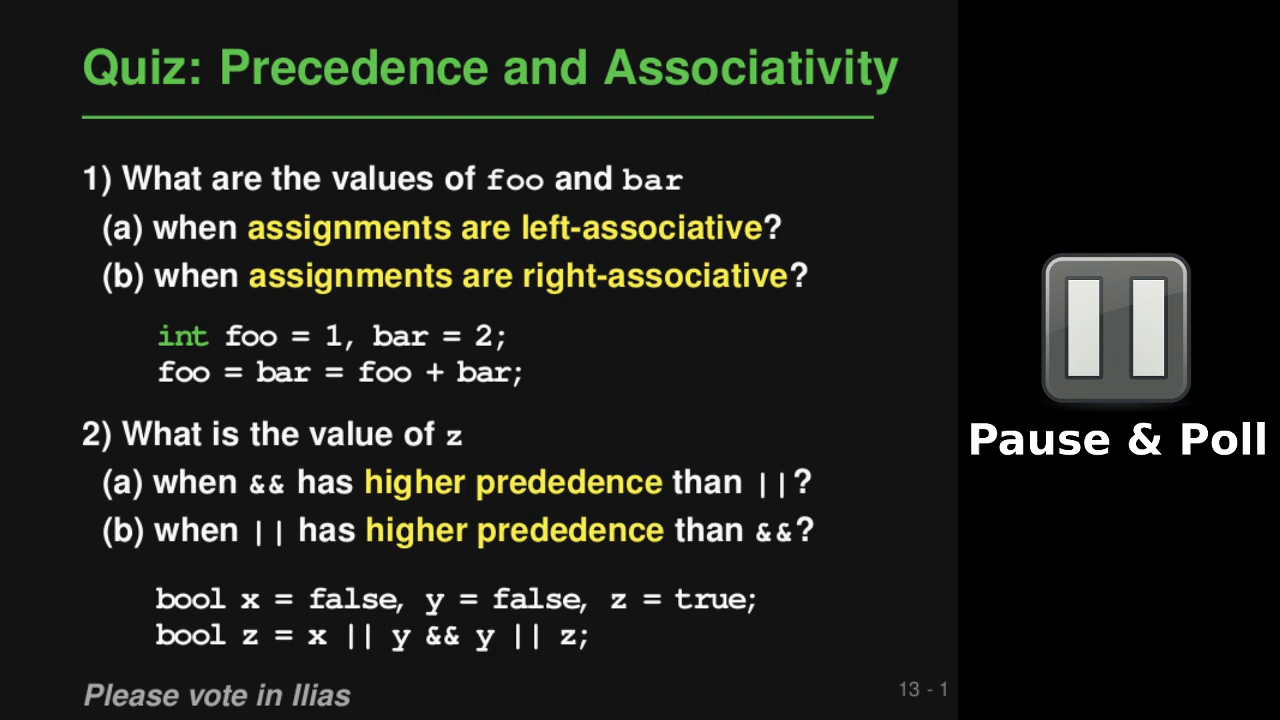 Quiz: Precedence and Associativity
1) What are the values of foo and bar
(a) when assignments are left-associative?
(b) when assignments are right-associative?
int foo = 1, bar = 2;
foo = bar = foo + bar;
2) What is the value of z
(a) when && has higher prededence than ||?
(b) when || has higher prededence than &&?
bool x = false, y = false, z = true;
bool z = x || y && y || z;
Please vote in Ilias
13 - 1
Pause & Poll